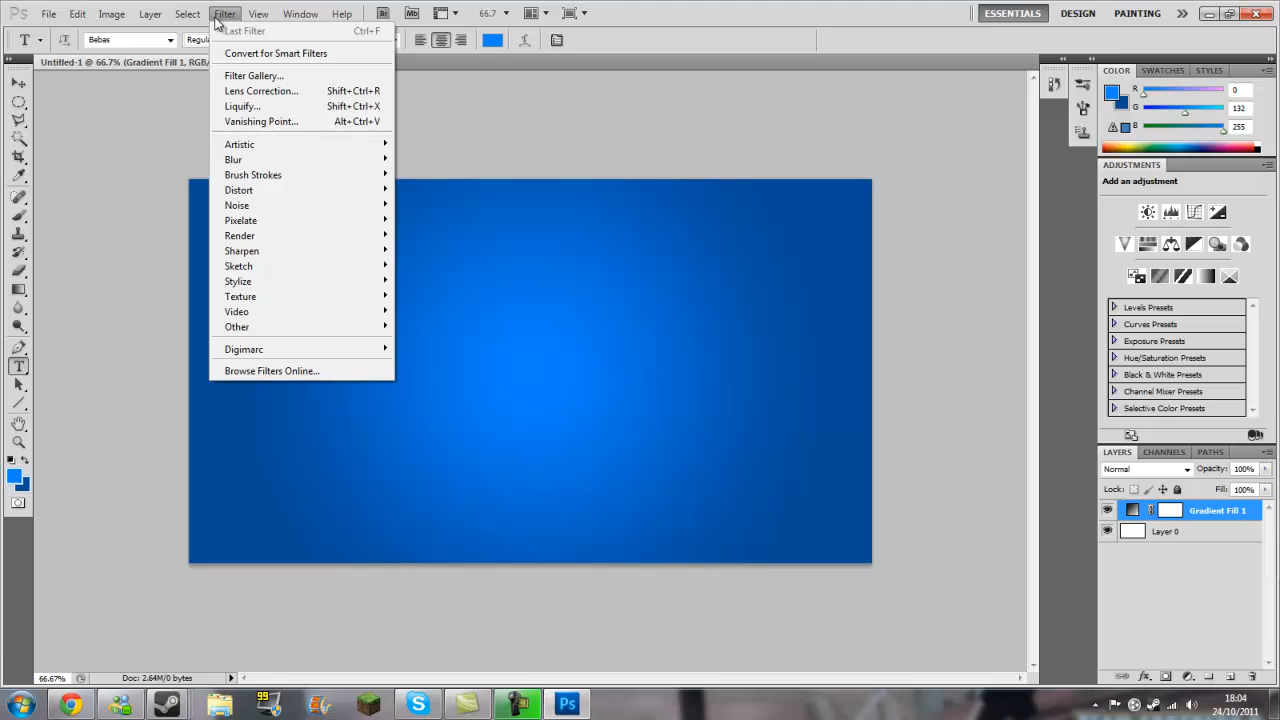 Ps File Edit Image Layer Select Filter View Window Help Br Mb 66.7 ESSENTIALS DESIGN PAINTING
T Bebas Regula
Untitled-1 @ 66.7% (Gradient Fill 1, RGB/
Last Filter Ctrl+F
Convert for Smart Filters
Filter Gallery...
Lens Correction... Shift+Ctrl+R
Liquify... Shift+Ctrl+X
Vanishing Point... Alt+Ctrl+V
Artistic
Blur
Brush Strokes
Distort
Noise
Pixelate
Render
Sharpen
Sketch
Stylize
Texture
Video
Other
Digimarc
Browse Filters Online...
COLOR SWATCHES STYLES
R 0
G 132
B 255
ADJUSTMENTS
Add an adjustment
Levels Presets
Curves Presets
Exposure Presets
Hue/Saturation Presets
Black & White Presets
Channel Mixer Presets
Selective Color Presets
LAYERS CHANNELS PATHS
Normal Opacity: 100%
Lock: Fill: 100%
Gradient Fill 1
Layer 0
66.67% Doc: 2.64M/0 bytes
99
Ps
18:04
24/10/2011